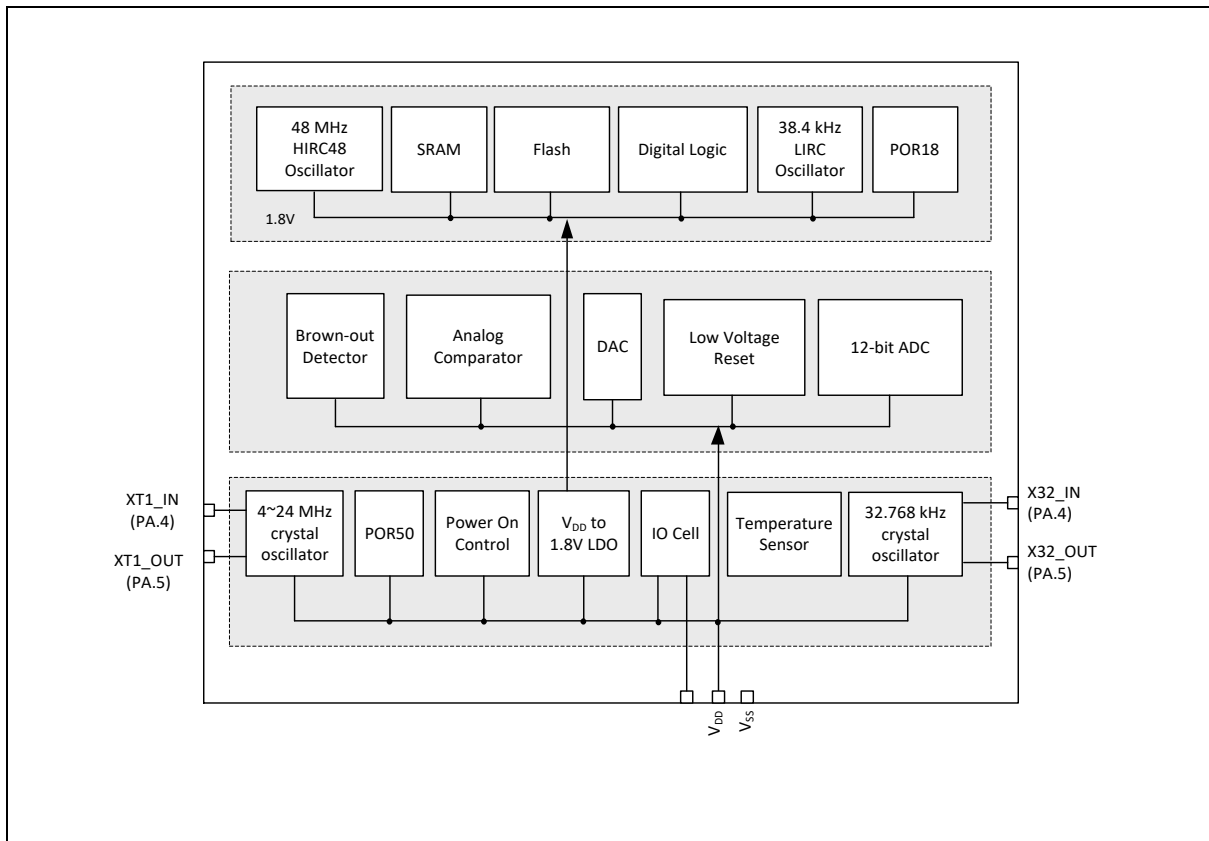 48 MHz
HIRC48
Oscillator
SRAM
Flash
Digital Logic
38.4 kHz
LIRC
Oscillator
POR18
1.8V
Brown-out
Detector
Analog
Comparator
DAC
Low Voltage
Reset
12-bit ADC
XT1_IN
(PA.4)
XT1_OUT
(PA.5)
4~24 MHz
crystal
oscillator
POR50
Power On
Control
VDD to
1.8V LDO
IO Cell
Temperature
Sensor
32.768 kHz
crystal
oscillator
X32_IN
(PA.4)
X32_OUT
(PA.5)
VDD
VSS